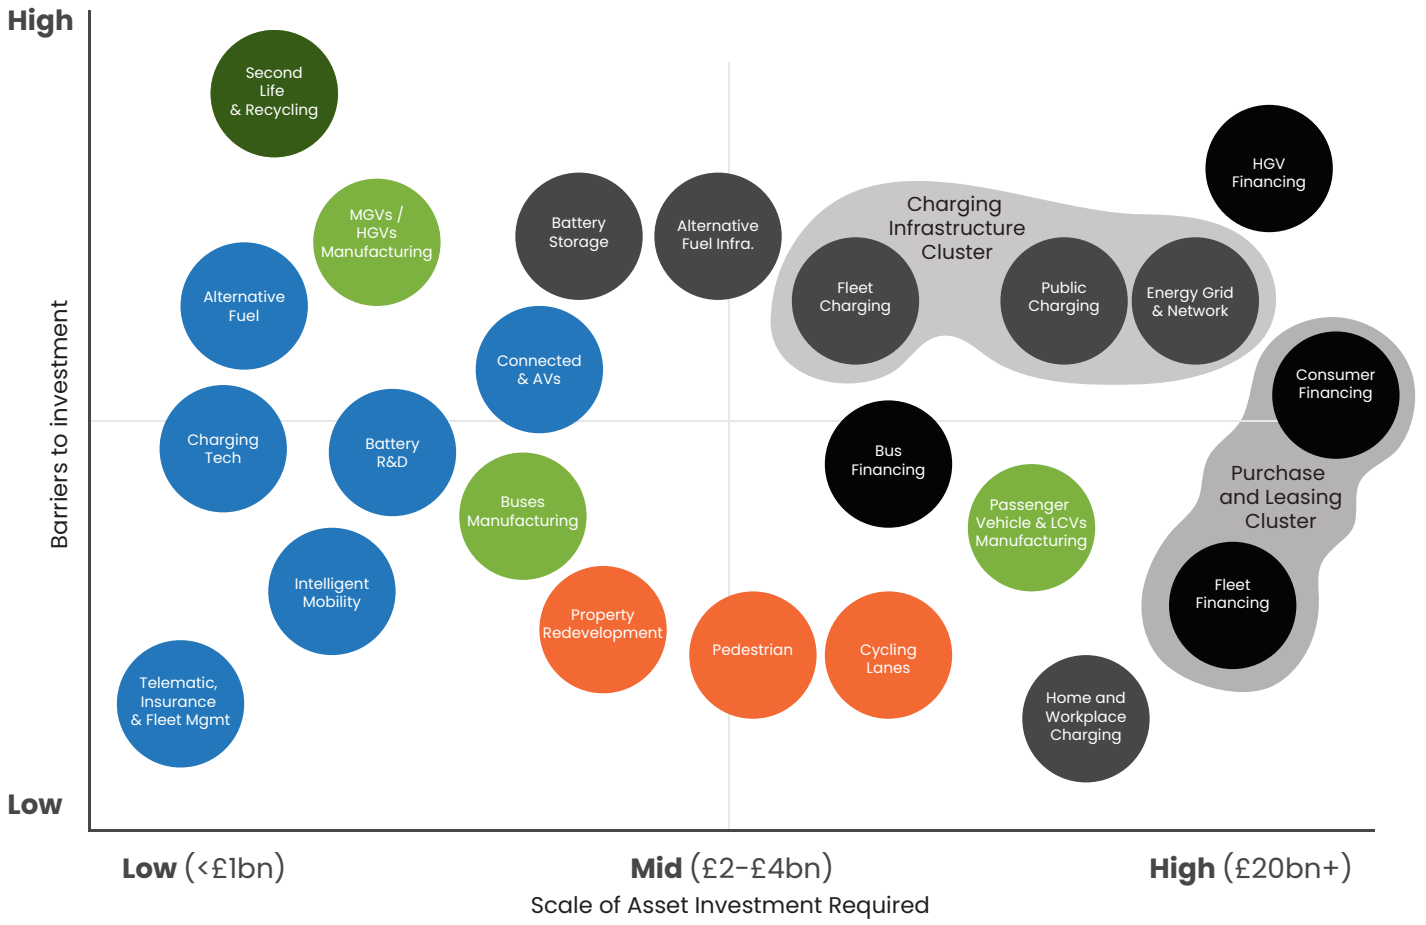 High
Second
Life
& Recycling
HGV
Financing
MGVs /
HGVs
Manufacturing
Battery
Storage
Alternative
Fuel Infra.
Charging
Infrastructure
Cluster
Alternative
Fuel
Fleet
Charging
Public
Charging
Energy Grid
& Network
Connected
& AVs
Consumer
Financing
Barriers to investment
Charging
Tech
Battery
R&D
Bus
Financing
Purchase
and Leasing
Cluster
Buses
Manufacturing
Passenger
Vehicle & LCVs
Manufacturing
Intelligent
Mobility
Fleet
Financing
Property
Redevelopment
Pedestrian
Cycling
Lanes
Telematic,
Insurance
& Fleet Mgmt
Home and
Workplace
Charging
Low
Low (<£1bn)
Mid (£2-£4bn)
High (£20bn+)
Scale of Asset Investment Required